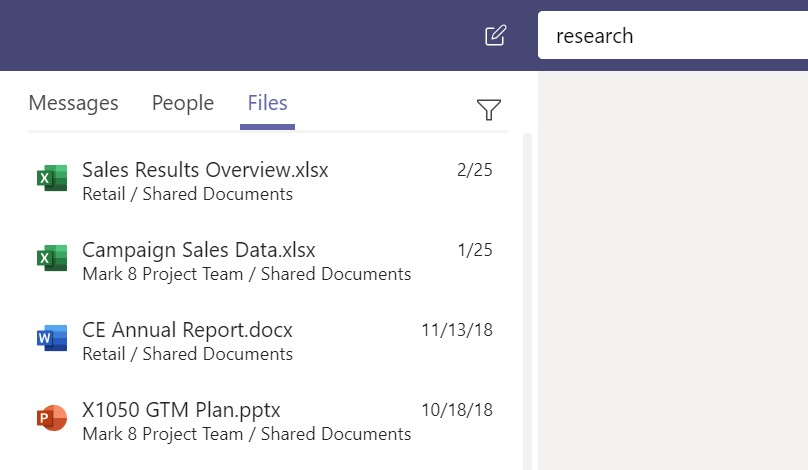 research
Messages People Files
Sales Results Overview.xlsx 2/25
Retail / Shared Documents
Campaign Sales Data.xlsx 1/25
Mark 8 Project Team / Shared Documents
CE Annual Report.docx 11/13/18
Retail / Shared Documents
X1050 GTM Plan.pptx 10/18/18
Mark 8 Project Team / Shared Documents